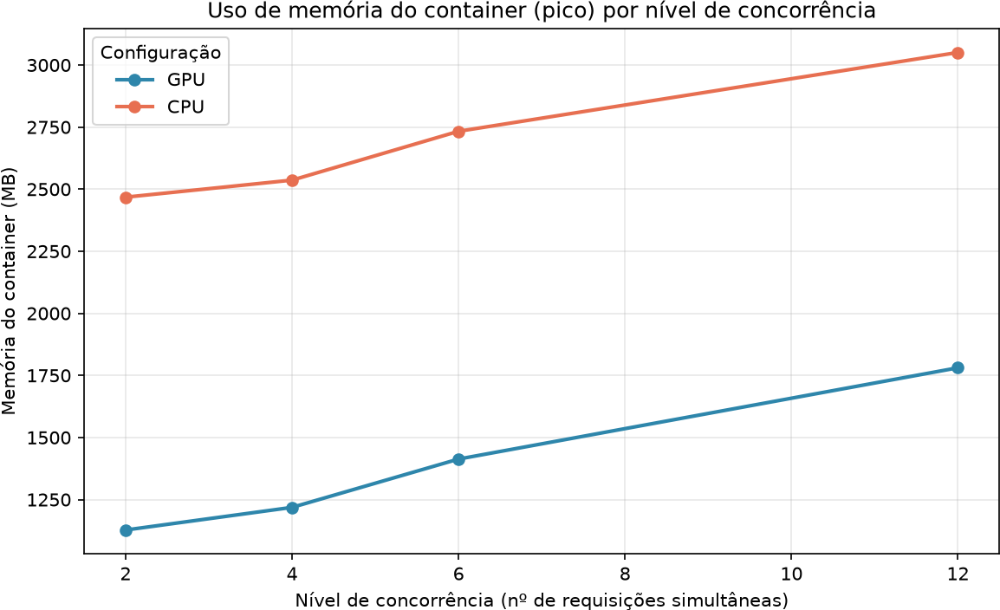 Uso de memória do container (pico) por nível de concorrência
Configuração
GPU
CPU
Memória do container (MB)
3000
2750
2500
2250
2000
1750
1500
1250
2 4 6 8 10 12
Nível de concorrência (nº de requisições simultâneas)